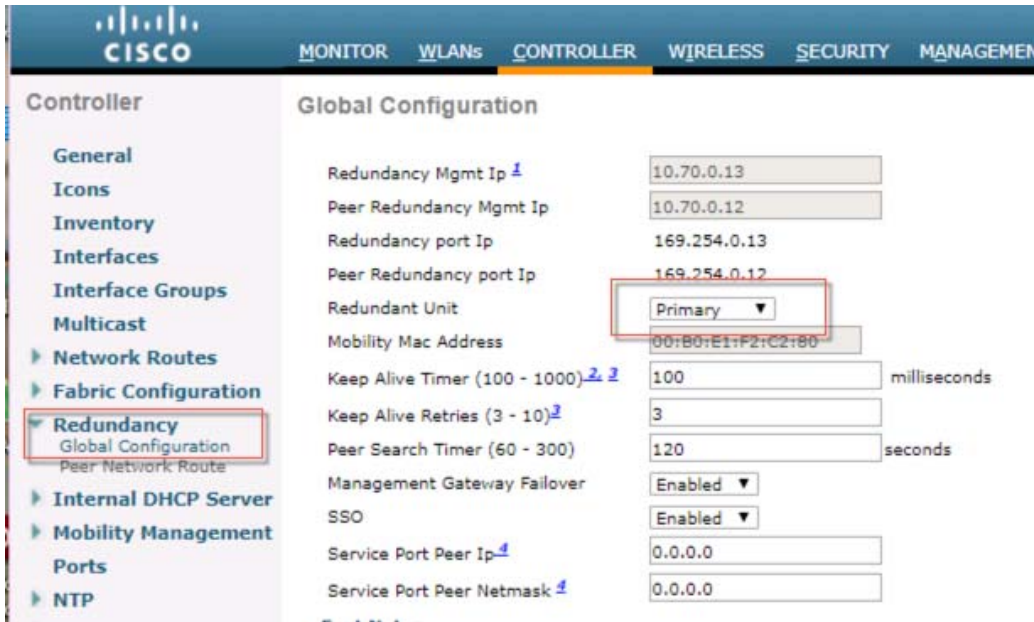 CISCO
MONITOR WLANs CONTROLLER WIRELESS SECURITY MANAGEMEN
Controller
General
Icons
Inventory
Interfaces
Interface Groups
Multicast
Network Routes
Fabric Configuration
Redundancy
Global Configuration
Peer Network Route
Internal DHCP Server
Mobility Management
Ports
NTP
Global Configuration
Redundancy Mgmt Ip 1 10.70.0.13
Peer Redundancy Mgmt Ip 10.70.0.12
Redundancy port Ip 169.254.0.13
Peer Redundancy port Ip 169.254.0.12
Redundant Unit Primary
Mobility Mac Address 00:B0:E1:F2:C2:80
Keep Alive Timer (100 - 1000) 2, 3 100 milliseconds
Keep Alive Retries (3 - 10) 3 3
Peer Search Timer (60 - 300) 120 seconds
Management Gateway Failover Enabled
SSO Enabled
Service Port Peer Ip 4 0.0.0.0
Service Port Peer Netmask 4 0.0.0.0